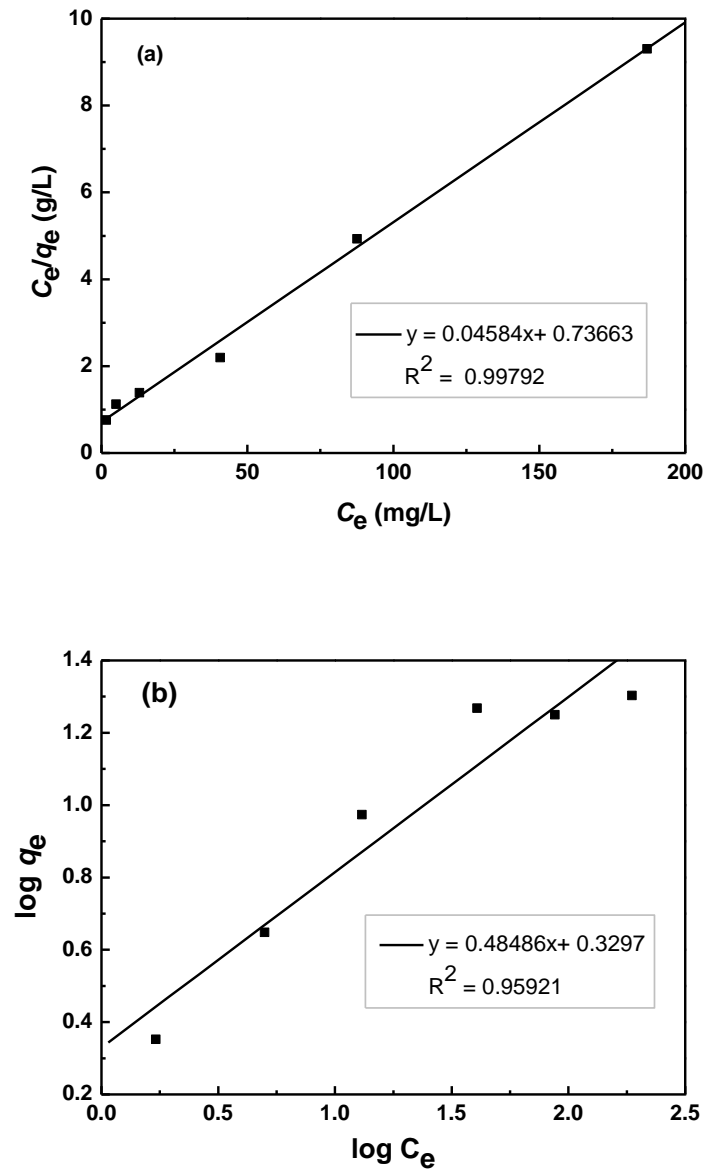 (a)
10
8
6
4
2
0
Ce/qe (g/L)
y = 0.04584x+ 0.73663
R2 = 0.99792
0 50 100 150 200
Ce (mg/L)
(b)
1.4
1.2
1.0
0.8
0.6
0.4
0.2
log qe
y = 0.48486x+ 0.3297
R2 = 0.95921
0.0 0.5 1.0 1.5 2.0 2.5
log Ce